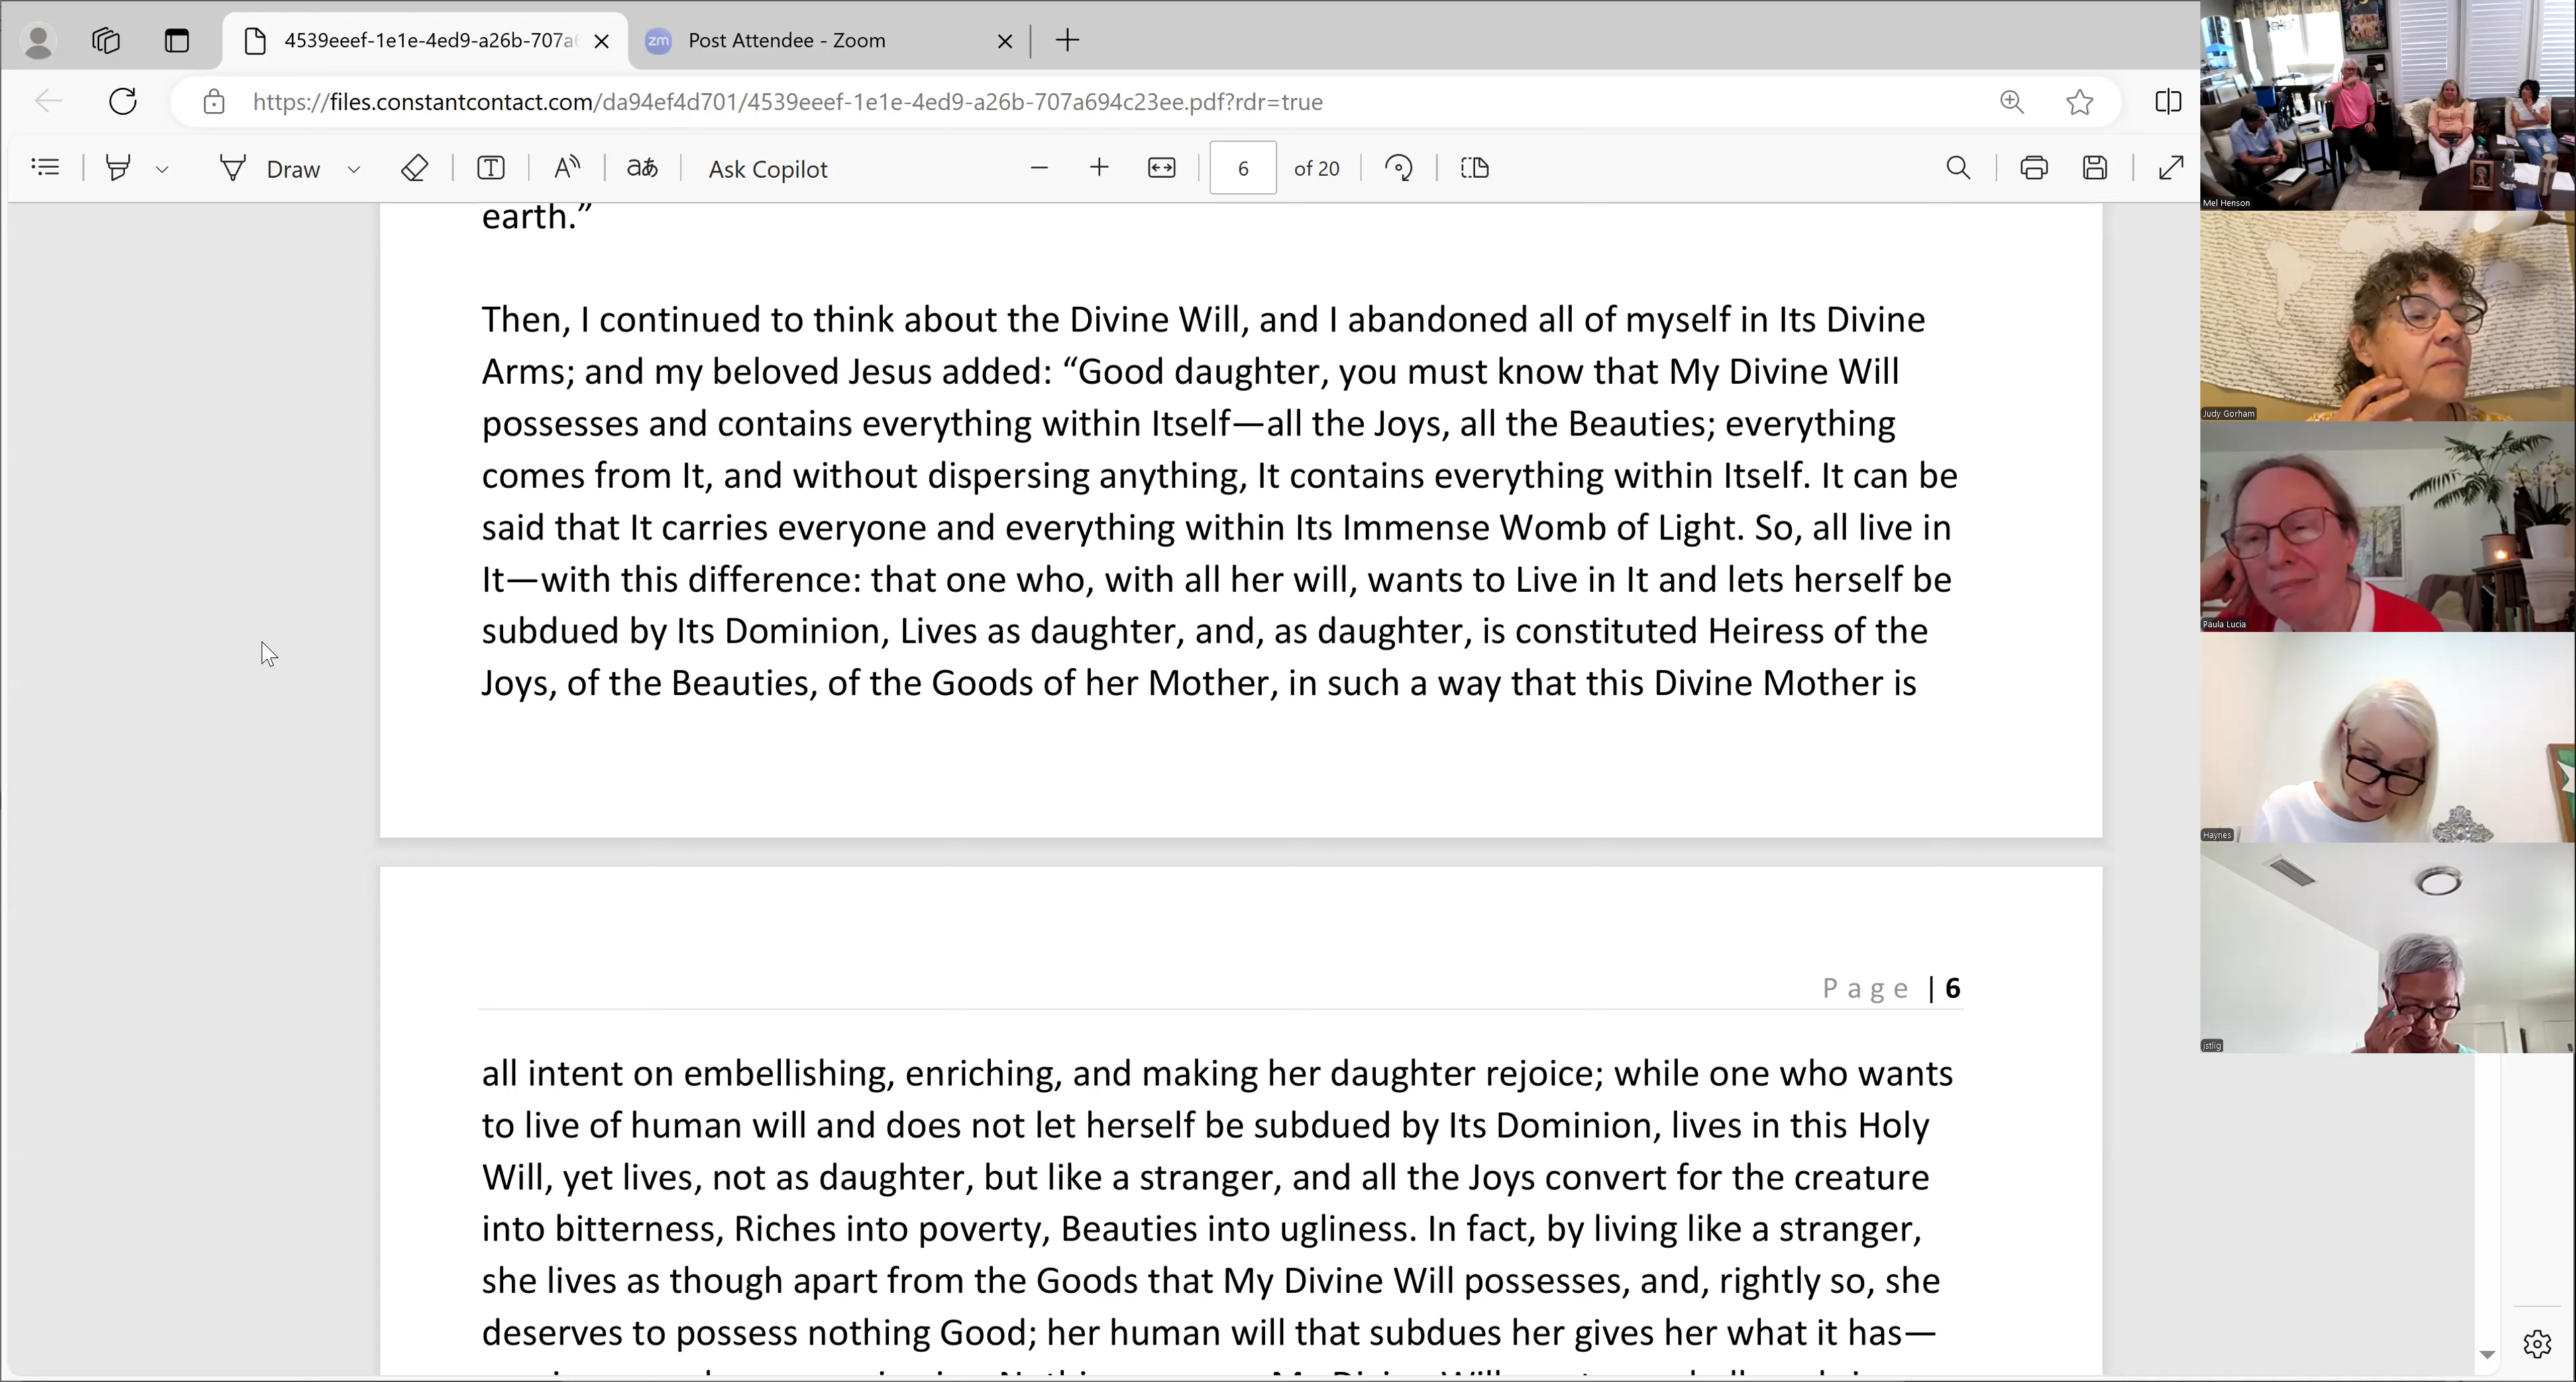 4539eeef-1e1e-4ed9-a26b-707a6
zm Post Attendee - Zoom
https://files.constantcontact.com/da94ef4d701/4539eeef-1e1e-4ed9-a26b-707a694c23ee.pdf?rdr=true
Draw
Ask Copilot
6 of 20
earth.”
Then, I continued to think about the Divine Will, and I abandoned all of myself in Its Divine
Arms; and my beloved Jesus added: “Good daughter, you must know that My Divine Will
possesses and contains everything within Itself—all the Joys, all the Beauties; everything
comes from It, and without dispersing anything, It contains everything within Itself. It can be
said that It carries everyone and everything within Its Immense Womb of Light. So, all live in
It—with this difference: that one who, with all her will, wants to Live in It and lets herself be
subdued by Its Dominion, Lives as daughter, and, as daughter, is constituted Heiress of the
Joys, of the Beauties, of the Goods of her Mother, in such a way that this Divine Mother is
Page | 6
all intent on embellishing, enriching, and making her daughter rejoice; while one who wants
to live of human will and does not let herself be subdued by Its Dominion, lives in this Holy
Will, yet lives, not as daughter, but like a stranger, and all the Joys convert for the creature
into bitterness, Riches into poverty, Beauties into ugliness. In fact, by living like a stranger,
she lives as though apart from the Goods that My Divine Will possesses, and, rightly so, she
deserves to possess nothing Good; her human will that subdues her gives her what it has—
Mel Henson
Judy Gorham
Paula Lucia
Haynes
jstlig